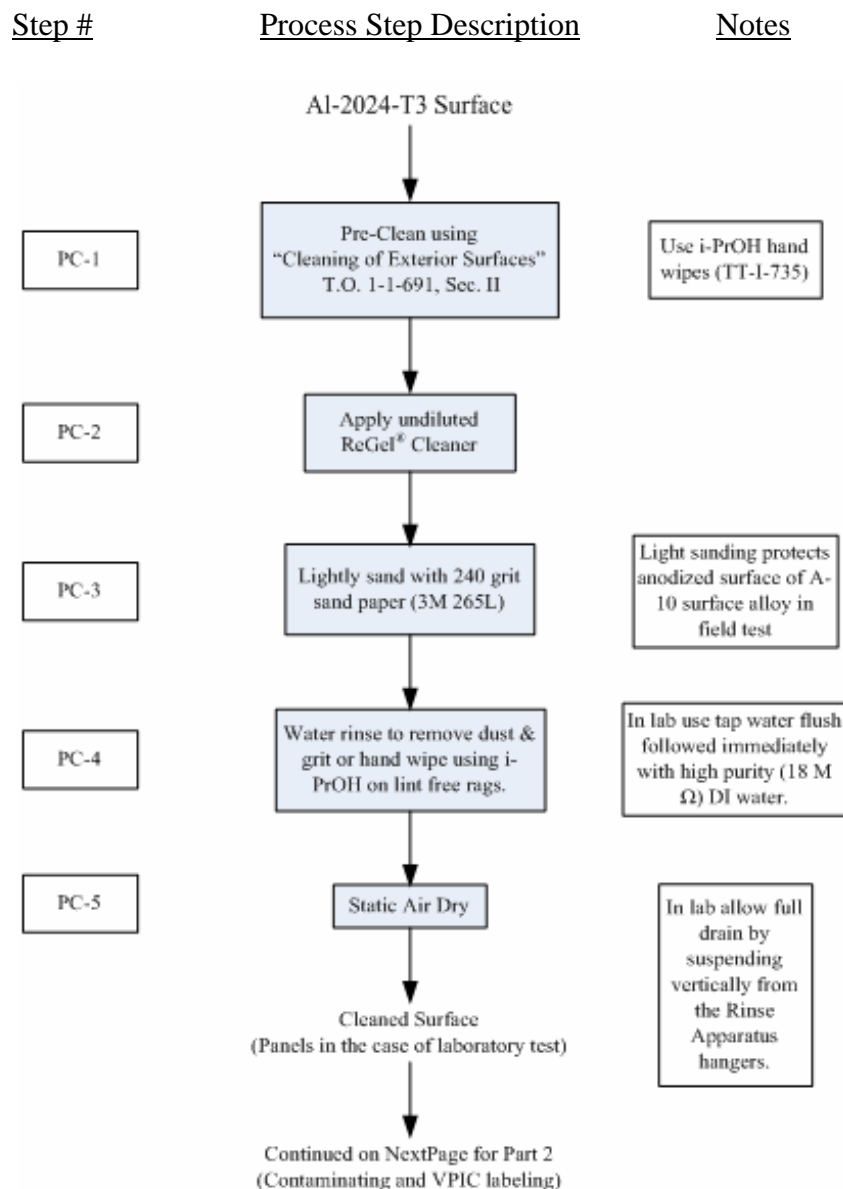 Step # Process Step Description Notes
Al-2024-T3 Surface
PC-1
Pre-Clean using
“Cleaning of Exterior Surfaces”
T.O. 1-1-691, Sec. II
Use i-PrOH hand
wipes (TT-I-735)
PC-2
Apply undiluted
ReGel® Cleaner
PC-3
Lightly sand with 240 grit
sand paper (3M 265L)
Light sanding protects
anodized surface of A-
10 surface alloy in
field test
PC-4
Water rinse to remove dust &
grit or hand wipe using i-
PrOH on lint free rags.
In lab use tap water flush
followed immediately
with high purity (18 M
Ω) DI water.
PC-5
Static Air Dry
In lab allow full
drain by
suspending
vertically from
the Rinse
Apparatus
hangers.
Cleaned Surface
(Panels in the case of laboratory test)
Continued on NextPage for Part 2
(Contaminating and VPIC labeling)